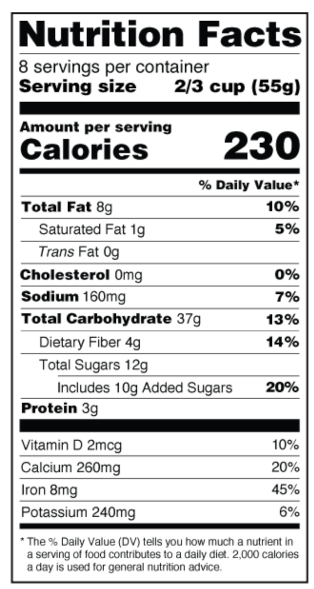 Nutrition Facts
8 servings per container
Serving size 2/3 cup (55g)
Amount per serving
Calories 230
% Daily Value*
Total Fat 8g 10%
Saturated Fat 1g 5%
Trans Fat 0g
Cholesterol 0mg 0%
Sodium 160mg 7%
Total Carbohydrate 37g 13%
Dietary Fiber 4g 14%
Total Sugars 12g
Includes 10g Added Sugars 20%
Protein 3g
Vitamin D 2mcg 10%
Calcium 260mg 20%
Iron 8mg 45%
Potassium 240mg 6%
* The % Daily Value (DV) tells you how much a nutrient in
a serving of food contributes to a daily diet. 2,000 calories
a day is used for general nutrition advice.